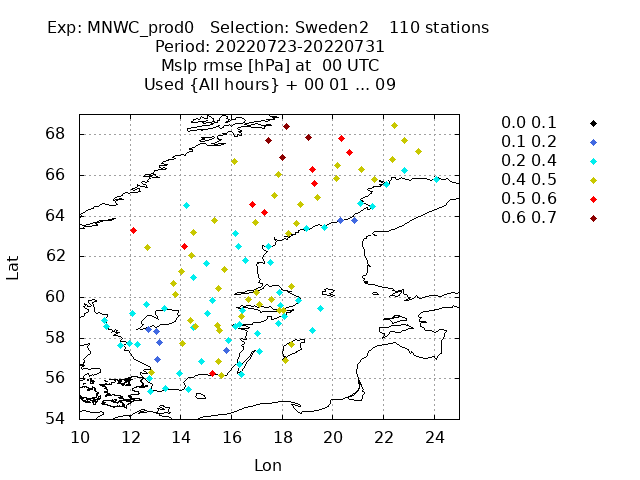 Exp: MNWC_prod0 Selection: Sweden2 110 stations
Period: 20220723-20220731
Mslp rmse [hPa] at 00 UTC
Used {All hours} + 00 01 ... 09
0.0 0.1
0.1 0.2
0.2 0.4
0.4 0.5
0.5 0.6
0.6 0.7
Lat
68
66
64
62
60
58
56
54
10 12 14 16 18 20 22 24
Lon